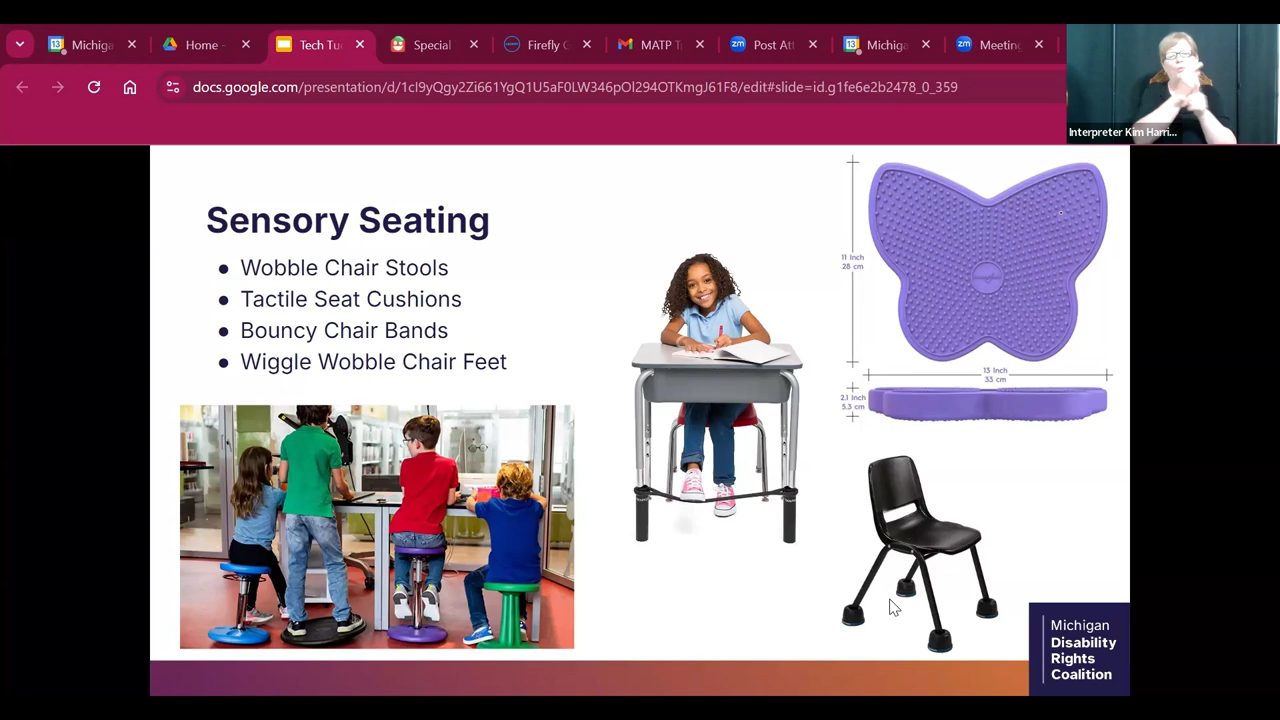 Michiga
Home
Tech Tu
Special
Firefly
MATP T
Post Att
Michiga
Meeting
docs.google.com/presentation/d/1cI9yQgy2Zi661YgQ1U5aF0LW346pOl294OTKmgJ61F8/edit#slide=id.g1fe6e2b2478_0_359
Interpreter Kim Harri...
Sensory Seating
● Wobble Chair Stools
● Tactile Seat Cushions
● Bouncy Chair Bands
● Wiggle Wobble Chair Feet
11 Inch
28 cm
13 Inch
33 cm
2.1 Inch
5.3 cm
Michigan
Disability
Rights
Coalition